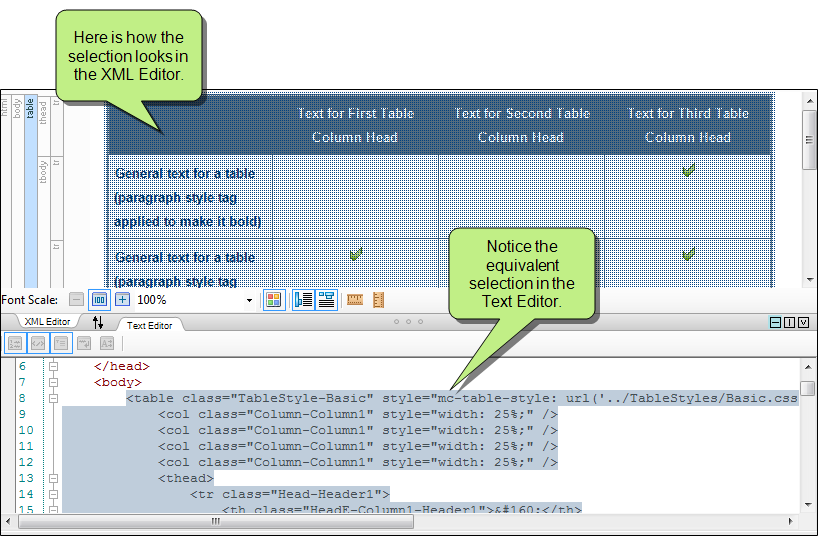 Here is how the
selection looks in
the XML Editor.
html
body
table
thead
tr
tbody
tr
tr
Text for First Table
Column Head
Text for Second Table
Column Head
Text for Third Table
Column Head
General text for a table
(paragraph style tag
applied to make it bold)
General text for a table
(paragraph style tag
Notice the
equivalent
selection in the
Text Editor.
Font Scale:
100
100%
XML Editor
Text Editor
6 </head>
7 <body>
8 <table class="TableStyle-Basic" style="mc-table-style: url('../TableStyles/Basic.css
9 <col class="Column-Column1" style="width: 25%;" />
10 <col class="Column-Column1" style="width: 25%;" />
11 <col class="Column-Column1" style="width: 25%;" />
12 <col class="Column-Column1" style="width: 25%;" />
13 <thead>
14 <tr class="Head-Header1">
15 <th class="HeadE-Column1-Header1">&#160;</th>